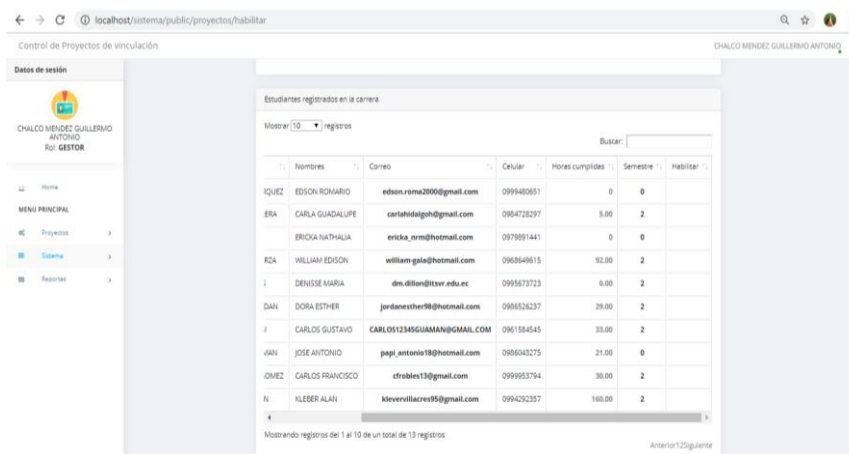 localhost/sistema/public/proyectos/habilitar
Control de Proyectos de vinculación
CHALCO MENDEZ GUILLERMO ANTONIO
Datos de sesión
CHALCO MENDEZ GUILLERMO
ANTONIO
Rol: GESTOR
Home
MENU PRINCIPAL
Proyectos
Sistema
Reportes
Estudiantes registrados en la carrera
Mostrar 10 registros
Buscar:
Nombres Correo Celular Horas cumplidas Semestre Habilitar
IQUEZ EDSON ROMARIO edson.roma2000@gmail.com 0999480651 0 0
ERA CARLA GUADALUPE carlahidalgoh@gmail.com 0984728297 5.00 2
ERICKA NATHALIA ericka_nrm@hotmail.com 0979891441 0 0
RZA WILLIAM EDISON william-gala@hotmail.com 0968649615 92.00 2
DENISSE MARIA dm.dillon@itsvr.edu.ec 0995673723 0.00 2
DAN DORA ESTHER jordanesther98@hotmail.com 0986526237 29.00 2
CARLOS GUSTAVO CARLOS12345GUAMAN@GMAIL.COM 0961584545 33.00 2
MAN JOSE ANTONIO papi_antonio18@hotmail.com 0986043275 21.00 0
OMEZ CARLOS FRANCISCO cfrobles13@gmail.com 0999953794 30.00 2
N KLEBER ALAN klevervillacres95@gmail.com 0994292357 160.00 2
Mostrando registros del 1 al 10 de un total de 13 registros
Anterior12Siguiente